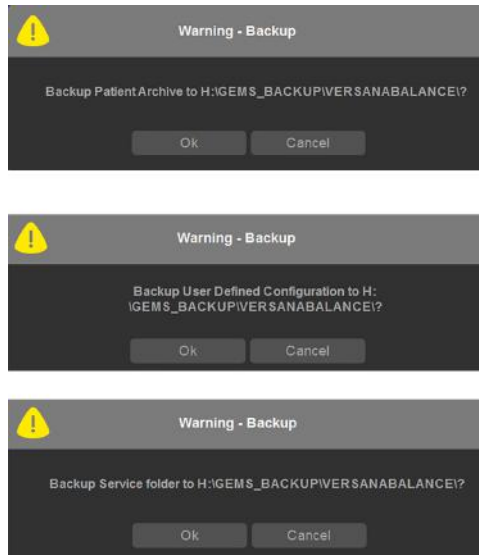 Warning - Backup
Backup Patient Archive to H:\GEMS_BACKUP\VERSANABALANCE\?
Ok Cancel
Warning - Backup
Backup User Defined Configuration to H:
\GEMS_BACKUP\VERSANABALANCE\?
Ok Cancel
Warning - Backup
Backup Service folder to H:\GEMS_BACKUP\VERSANABALANCE\?
Ok Cancel